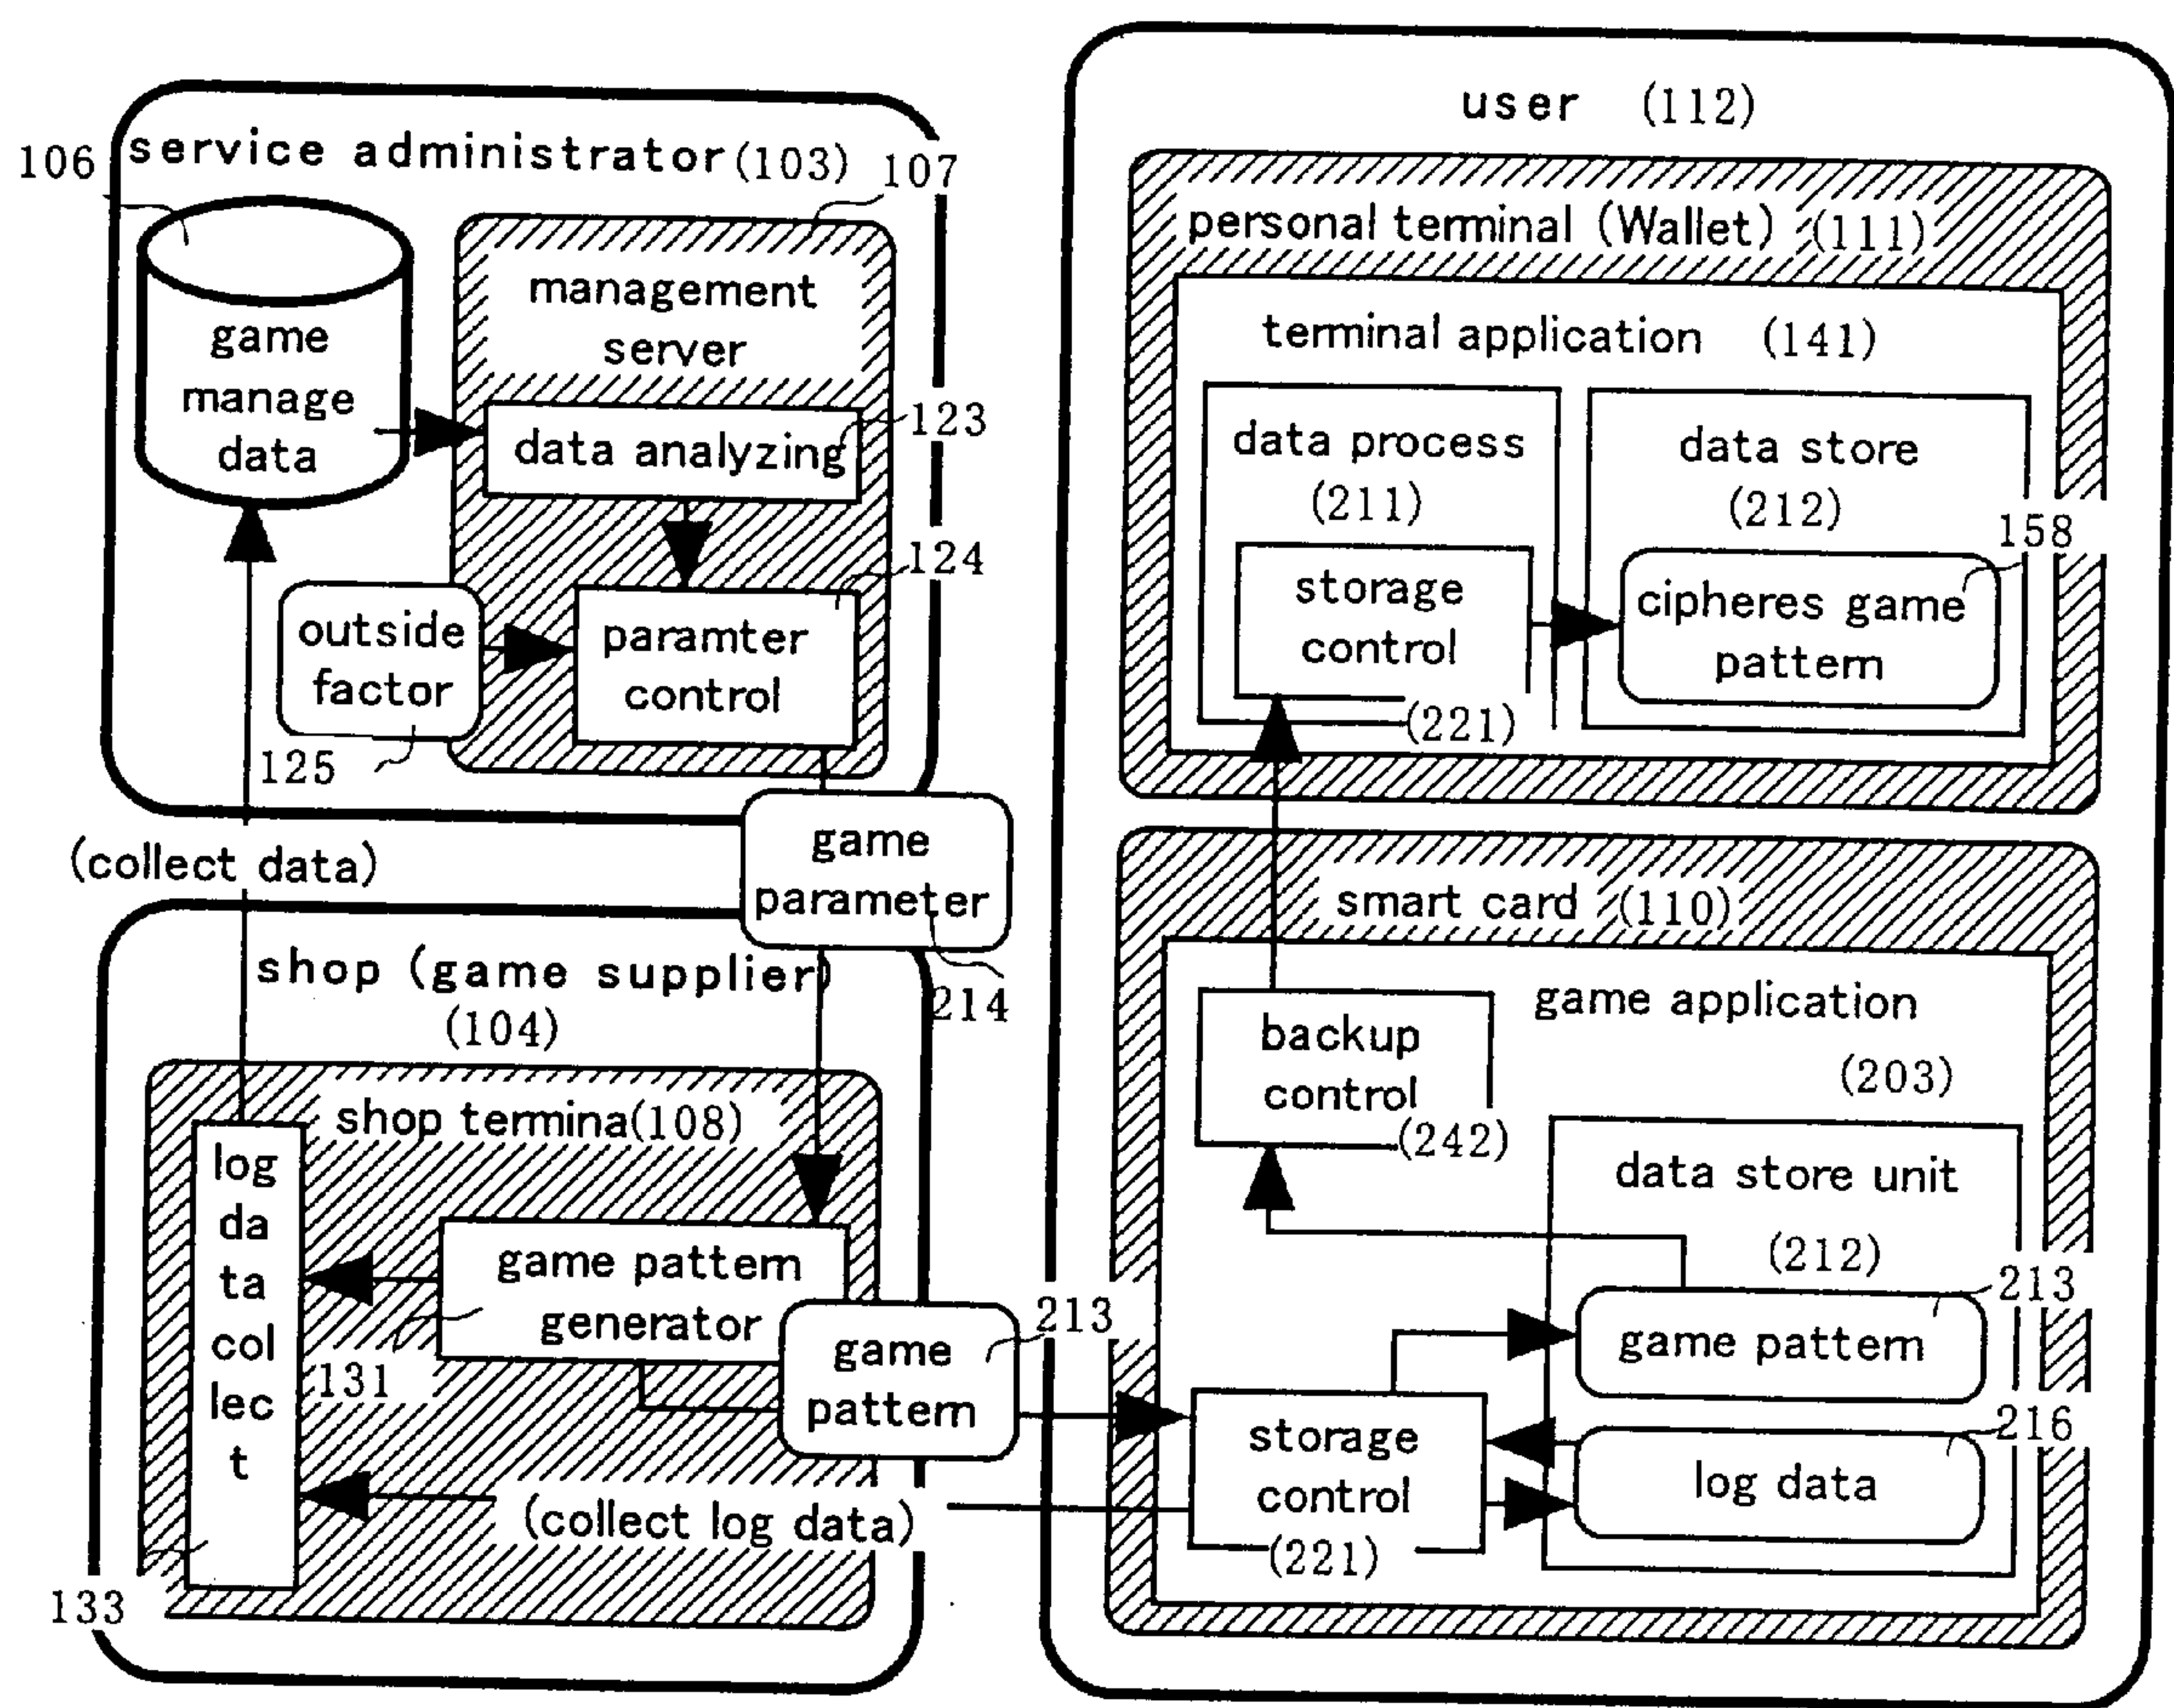 106
service administrator (103)
107
game
manage
data
management
server
data analyzing
123
124
outside
factor
125
paramter
control
(collect data)
game
parameter
214
shop (game supplier)
(104)
shop termina(108)
log
da
ta
col
lec
t
133
game pattem
generator
131
game
pattem
213
(collect log data)
user (112)
personal terminal (Wallet) (111)
terminal application (141)
data process
(211)
storage
control
(221)
data store
(212)
158
cipheres game
pattem
smart card (110)
game application
(203)
backup
control
(242)
data store unit
(212)
213
game pattem
216
log data
storage
control
(221)